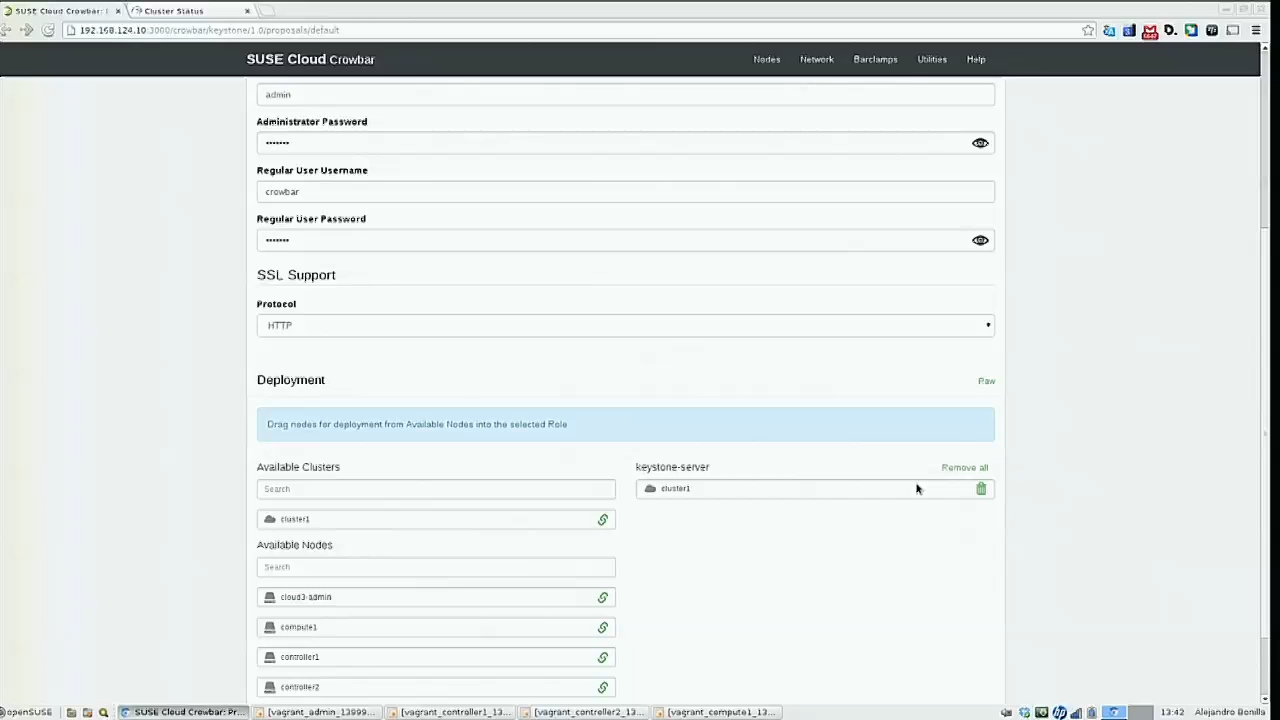 SUSE Cloud Crowbar: I
Cluster Status
192.168.124.10:3000/crowbar/keystone/1.0/proposals/default
SUSE Cloud Crowbar
Nodes
Network
Barclamps
Utilities
Help
admin
Administrator Password
•••••••
Regular User Username
crowbar
Regular User Password
•••••••
SSL Support
Protocol
HTTP
Deployment
Raw
Drag nodes for deployment from Available Nodes into the selected Role
Available Clusters
keystone-server
Remove all
Search
cluster1
cluster1
Available Nodes
Search
cloud3-admin
compute1
controller1
controller2
openSUSE
SUSE Cloud Crowbar: Pr...
[vagrant_admin_13999...
[vagrant_controller1_13...
[vagrant_controller2_13...
[vagrant_compute1_13...
13:42
Alejandro Bonilla